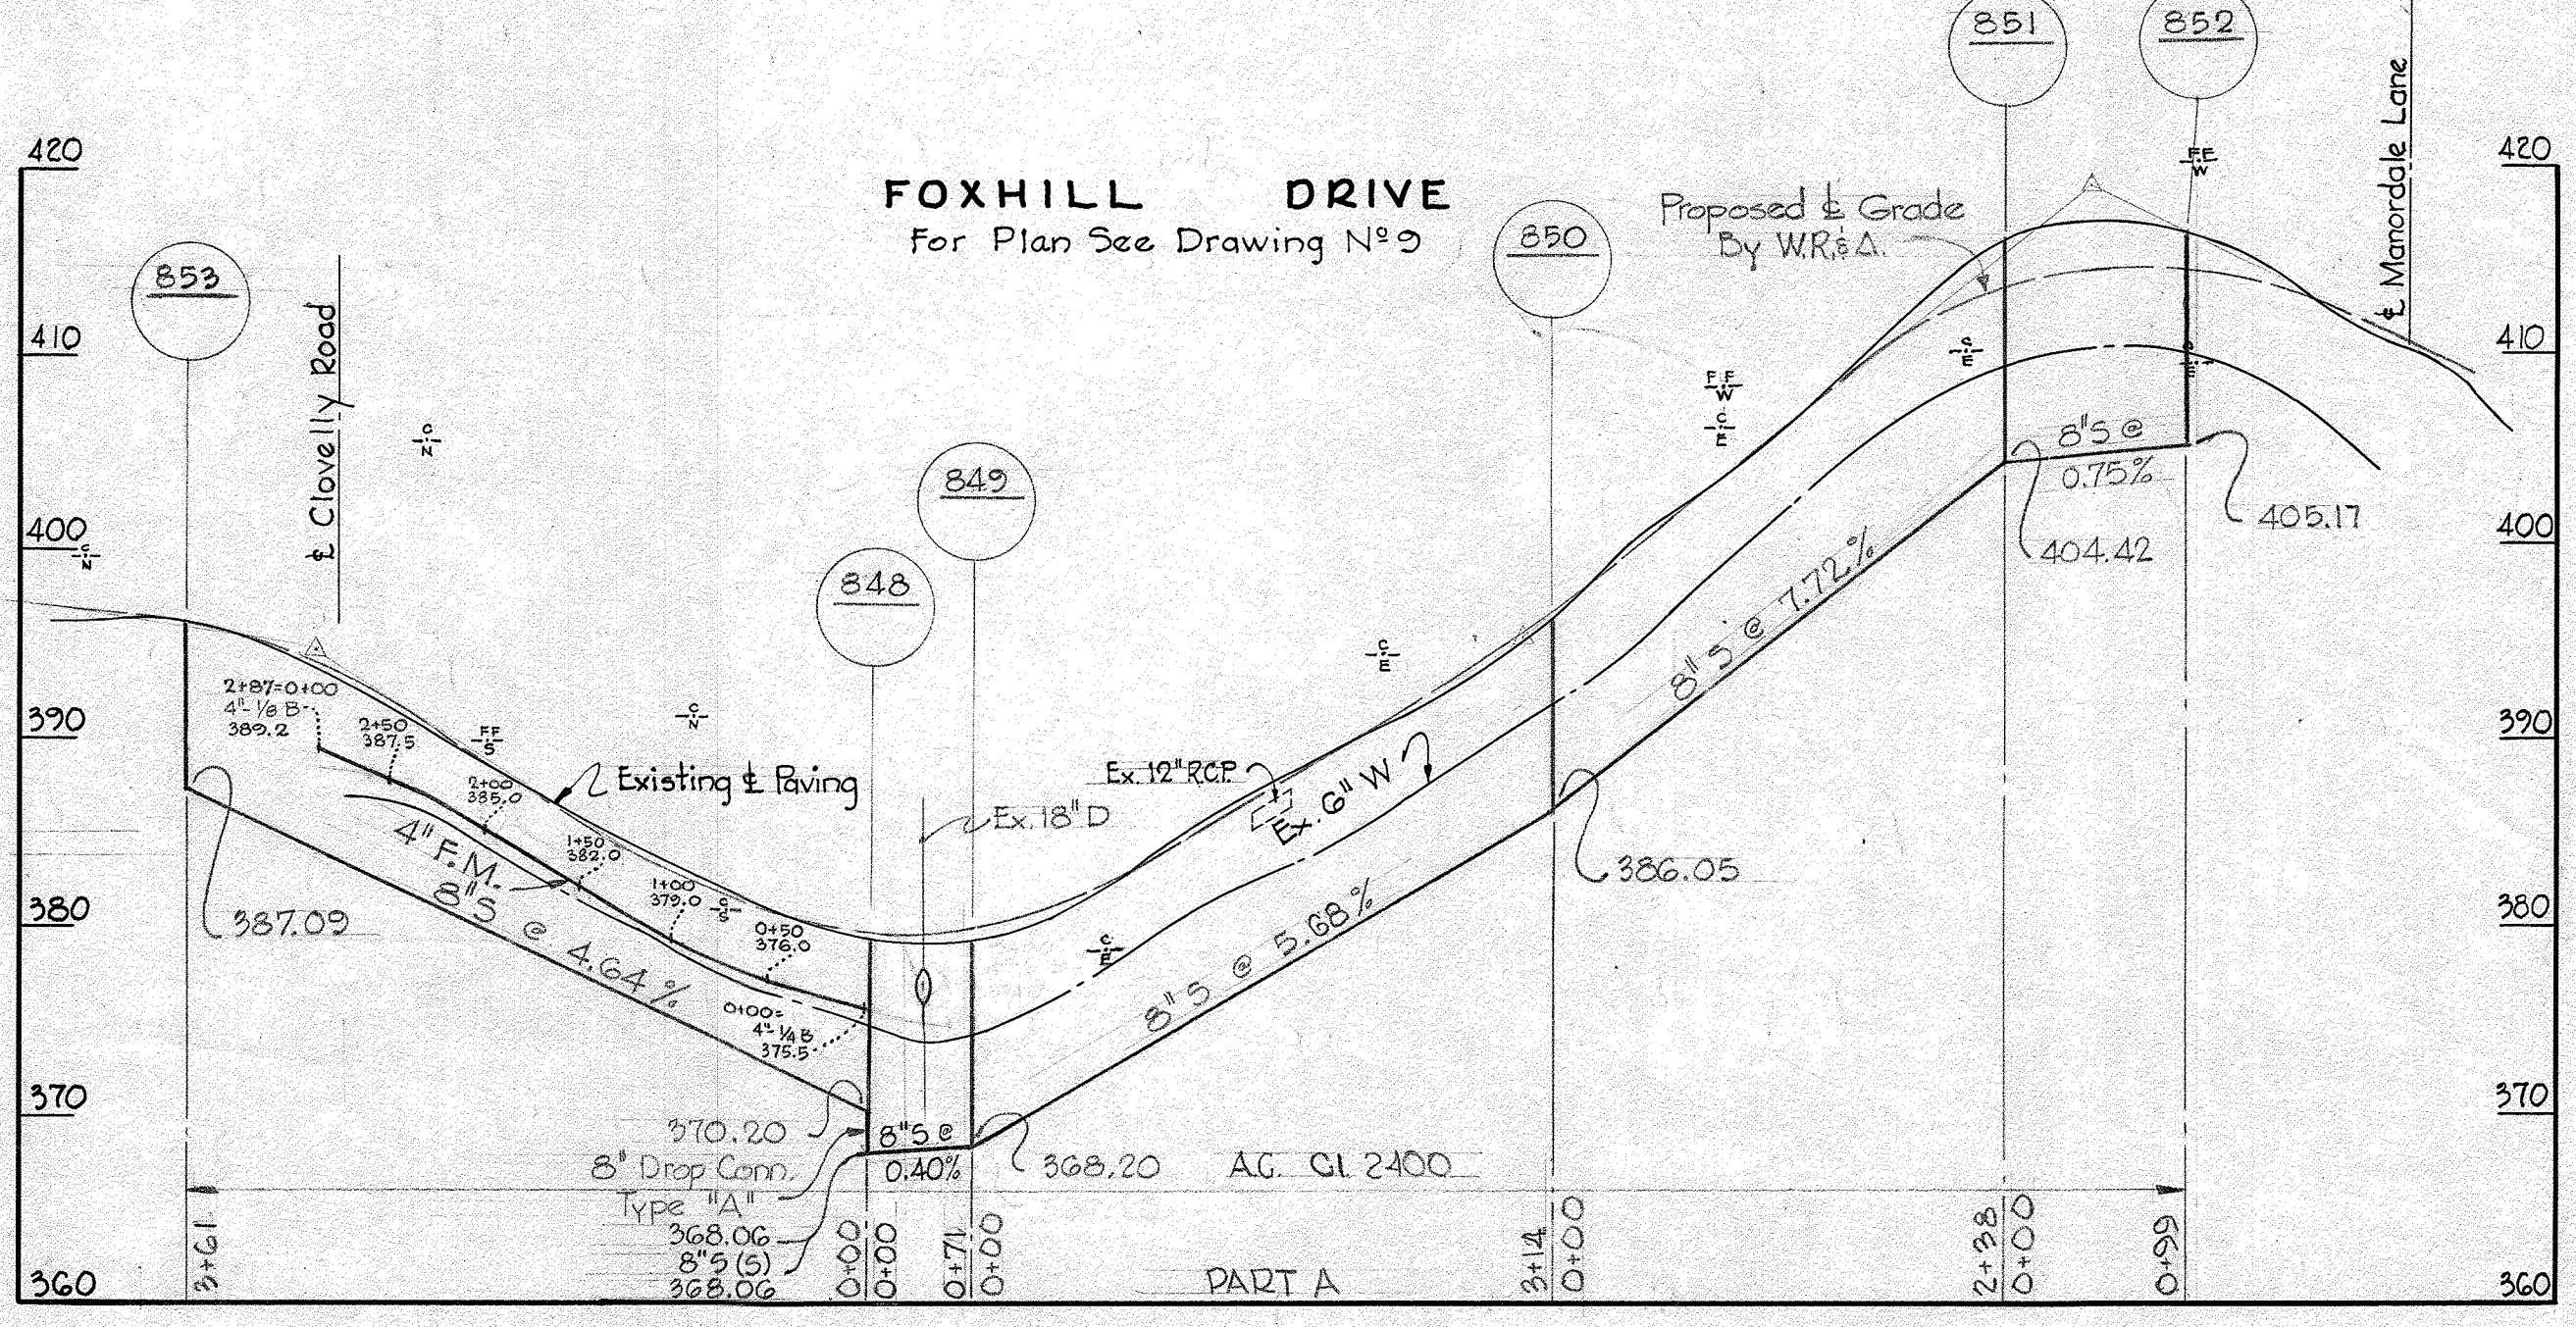 851
852
℄ Manordale Lane
420
420
FOXHILL DRIVE
For Plan See Drawing Nº 9
Proposed ℄ Grade
By W.R.& A.
FF
W
853
850
℄ Clovelly Road
410
410
C
E
C
E
FF
W
C
E
C
N
849
8"S @
0.75%
405.17
404.42
400
400
C
N
848
8"S @ 7.72%
C
E
2+87=0+00
4"-1/8 B
389.2
2+50
387.5
390
390
FF
S
C
N
Existing ℄ Paving
Ex. 12" R.C.P.
Ex. 6" W
2+00
385.0
Ex. 18" D
4" F.M.
1+50
382.0
386.05
8"S @ 4.64%
1+00
379.0
C
S
387.09
380
380
0+50
376.0
C
E
8"S @ 5.68%
0+00=
4"-1/4 B
375.5
370
370
370.20
8"S @
0.40%
8" Drop Conn.
Type "A"
368.20
A.C. Cl. 2400
368.06
8"S (S)
368.06
3+61
0+00
0+00
0+71
0+00
3+14
0+00
2+38
0+00
0+99
PART A
360
360